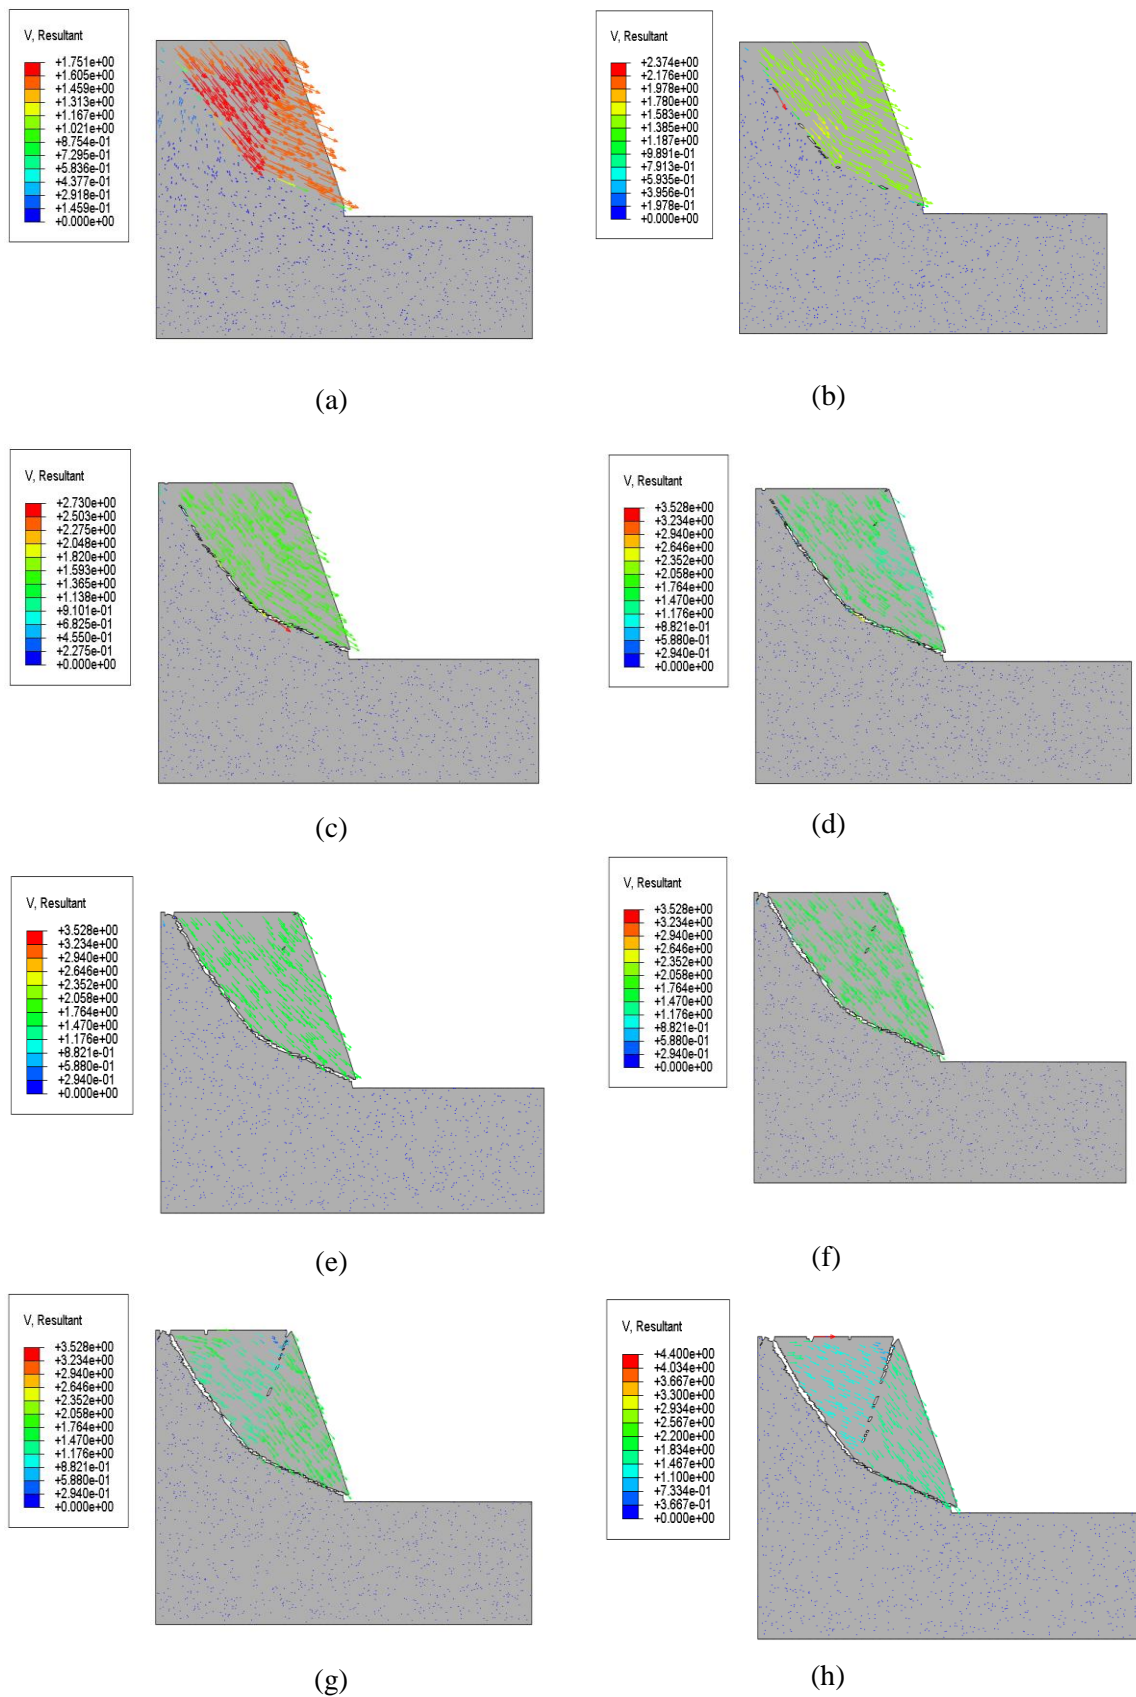 V, Resultant
+1.751e+00
+1.605e+00
+1.459e+00
+1.313e+00
+1.167e+00
+1.021e+00
+8.754e-01
+7.295e-01
+5.836e-01
+4.377e-01
+2.918e-01
+1.459e-01
+0.000e+00
(a)
V, Resultant
+2.374e+00
+2.176e+00
+1.978e+00
+1.780e+00
+1.583e+00
+1.385e+00
+1.187e+00
+9.891e-01
+7.913e-01
+5.935e-01
+3.956e-01
+1.978e-01
+0.000e+00
(b)
V, Resultant
+2.730e+00
+2.503e+00
+2.275e+00
+2.048e+00
+1.820e+00
+1.593e+00
+1.365e+00
+1.138e+00
+9.101e-01
+6.825e-01
+4.550e-01
+2.275e-01
+0.000e+00
(c)
V, Resultant
+3.528e+00
+3.234e+00
+2.940e+00
+2.646e+00
+2.352e+00
+2.058e+00
+1.764e+00
+1.470e+00
+1.176e+00
+8.821e-01
+5.880e-01
+2.940e-01
+0.000e+00
(d)
V, Resultant
+3.528e+00
+3.234e+00
+2.940e+00
+2.646e+00
+2.352e+00
+2.058e+00
+1.764e+00
+1.470e+00
+1.176e+00
+8.821e-01
+5.880e-01
+2.940e-01
+0.000e+00
(e)
V, Resultant
+3.528e+00
+3.234e+00
+2.940e+00
+2.646e+00
+2.352e+00
+2.058e+00
+1.764e+00
+1.470e+00
+1.176e+00
+8.821e-01
+5.880e-01
+2.940e-01
+0.000e+00
(f)
V, Resultant
+3.528e+00
+3.234e+00
+2.940e+00
+2.646e+00
+2.352e+00
+2.058e+00
+1.764e+00
+1.470e+00
+1.176e+00
+8.821e-01
+5.880e-01
+2.940e-01
+0.000e+00
(g)
V, Resultant
+4.400e+00
+4.034e+00
+3.667e+00
+3.300e+00
+2.934e+00
+2.567e+00
+2.200e+00
+1.834e+00
+1.467e+00
+1.100e+00
+7.334e-01
+3.667e-01
+0.000e+00
(h)